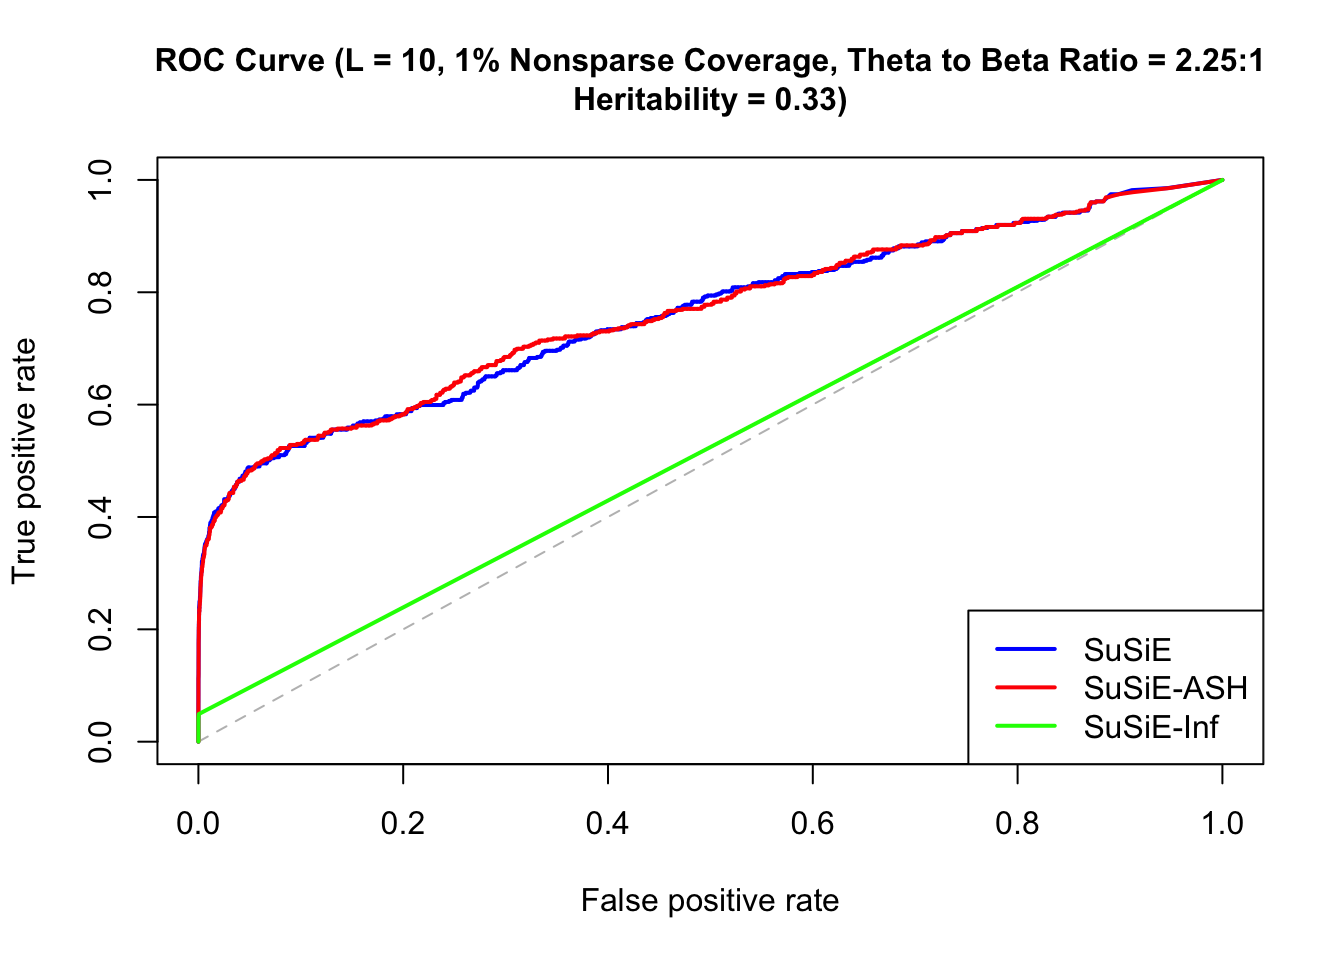 ROC Curve (L = 10, 1% Nonsparse Coverage, Theta to Beta Ratio = 2.25:1
Heritability = 0.33)
True positive rate
1.0
0.8
0.6
0.4
0.2
0.0
SuSiE
SuSiE-ASH
SuSiE-Inf
0.0 0.2 0.4 0.6 0.8 1.0
False positive rate